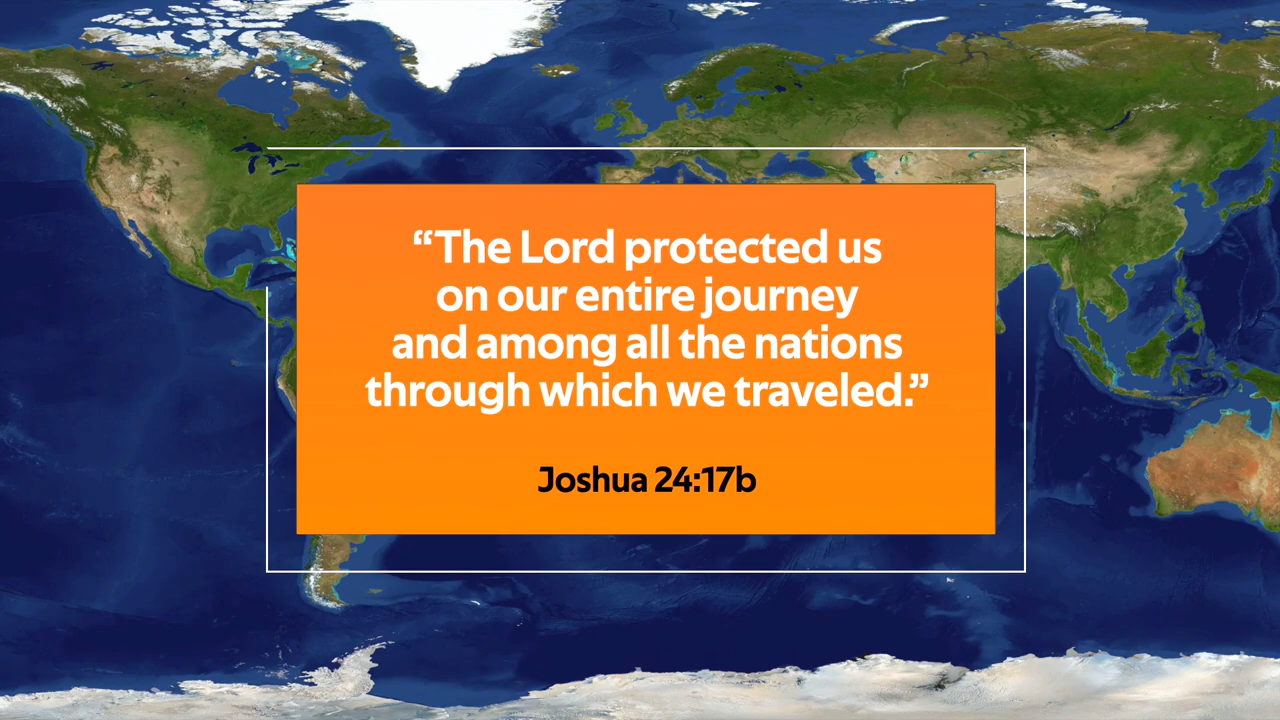 “The Lord protected us
on our entire journey
and among all the nations
through which we traveled.”
Joshua 24:17b